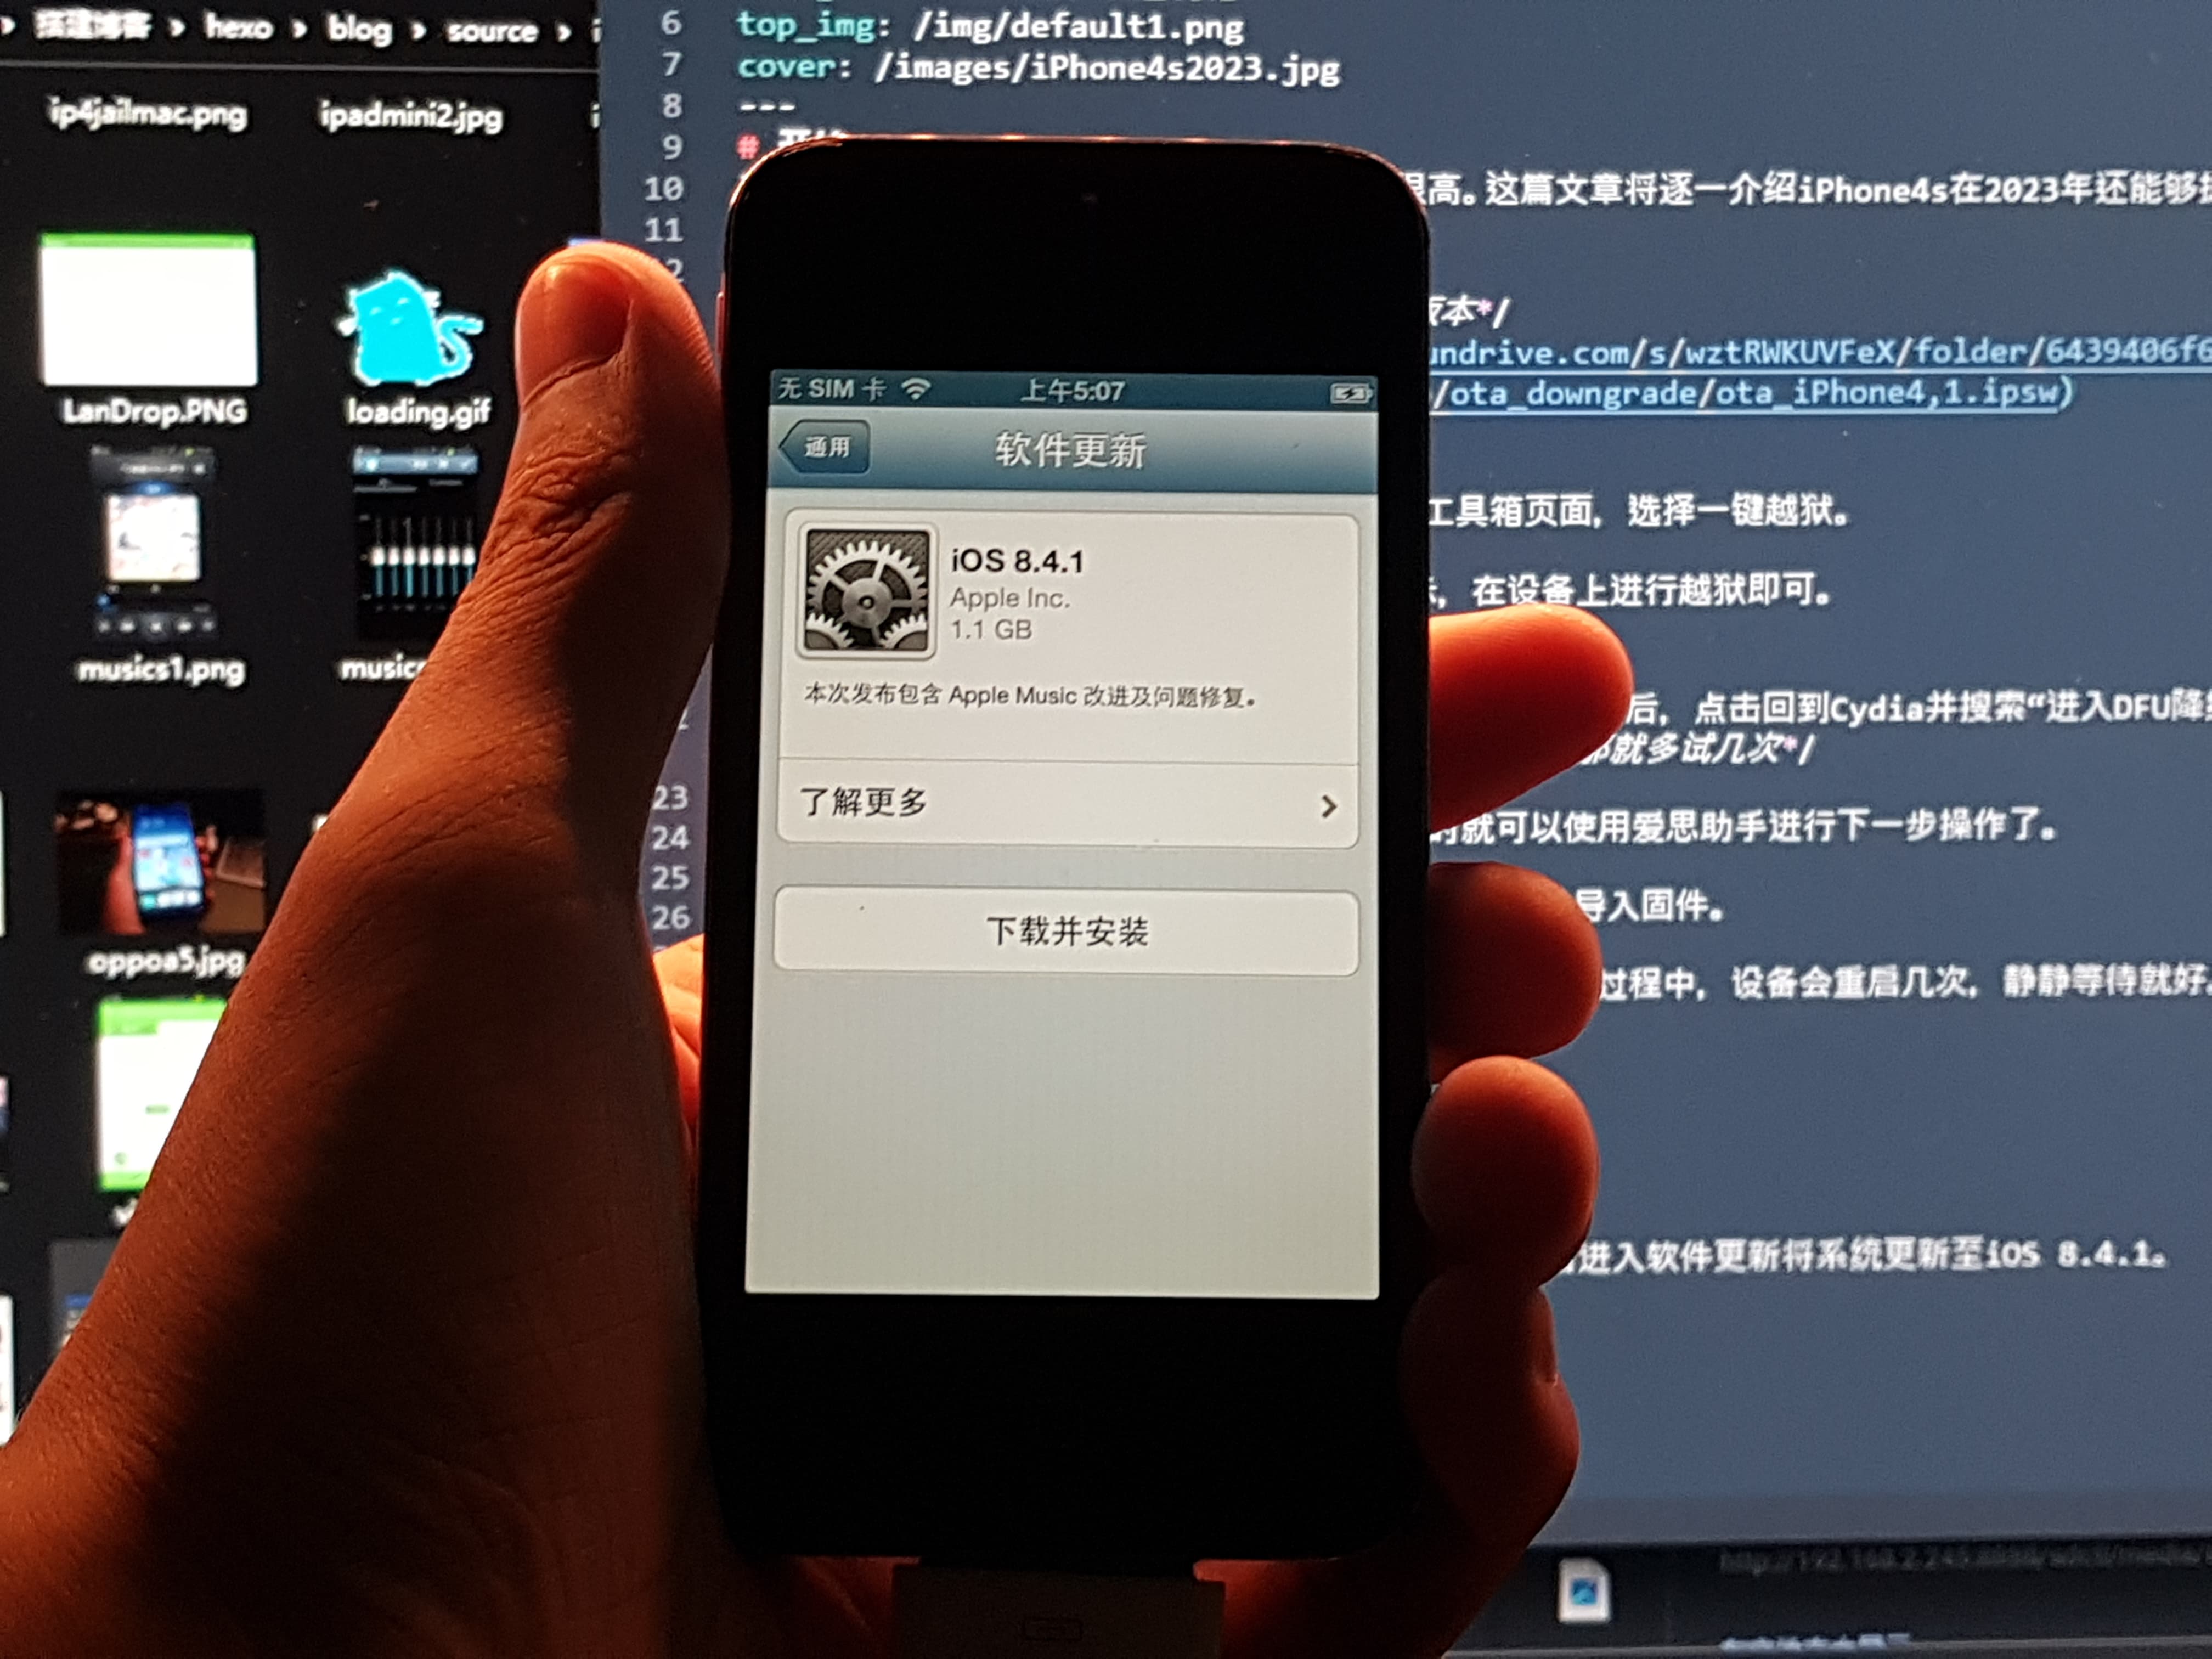 hexo › blog › source ›
ip4jailmac.png
ipadmini2.jpg
LanDrop.PNG
loading.gif
musics1.png
music
oppoa5.jpg
6 top_img: /img/default1.png
7 cover: /images/iPhone4s2023.jpg
8 ---
9 #
10 很高。这篇文章将逐一介绍iPhone4s在2023年还能够
11
版本*/
undrive.com/s/wztRWKUVFeX/folder/6439406f6
/ota_downgrade/ota_iPhone4,1.ipsw)
工具箱页面，选择一键越狱。
，在设备上进行越狱即可。
后，点击回到Cydia并搜索“进入DFU降
那就多试几次*/
23
24 时就可以使用爱思助手进行下一步操作了。
25
26 导入固件。
过程中，设备会重启几次，静静等待就好。
进入软件更新将系统更新至iOS 8.4.1。
无 SIM 卡
上午5:07
通用
软件更新
iOS 8.4.1
Apple Inc.
1.1 GB
本次发布包含 Apple Music 改进及问题修复。
了解更多
下载并安装